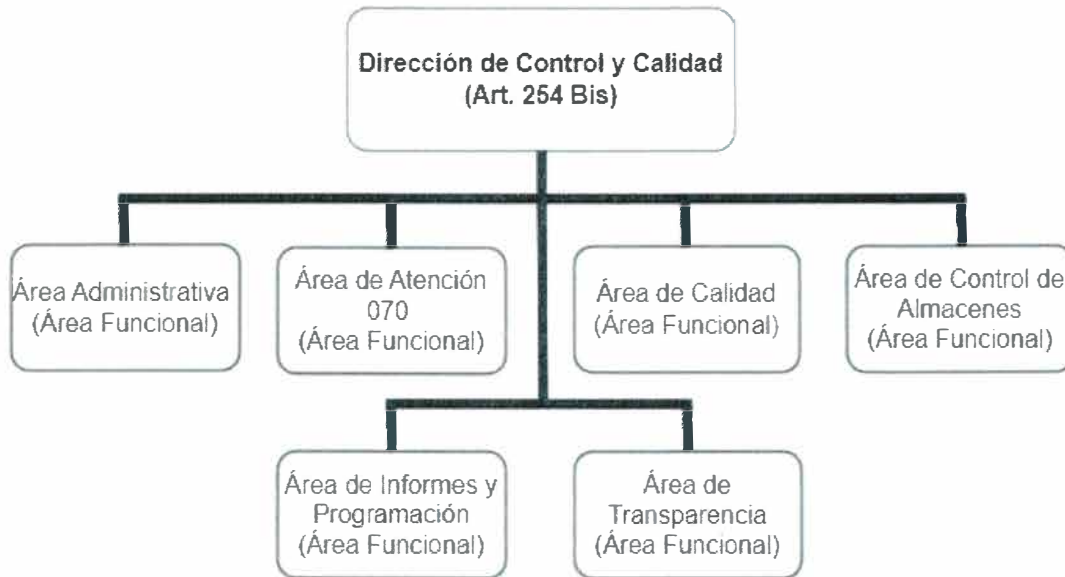 Dirección de Control y Calidad
(Art. 254 Bis)
Área Administrativa
(Área Funcional)
Área de Atención
070
(Área Funcional)
Área de Calidad
(Área Funcional)
Área de Control de
Almacenes
(Área Funcional)
Área de Informes y
Programación
(Área Funcional)
Área de
Transparencia
(Área Funcional)